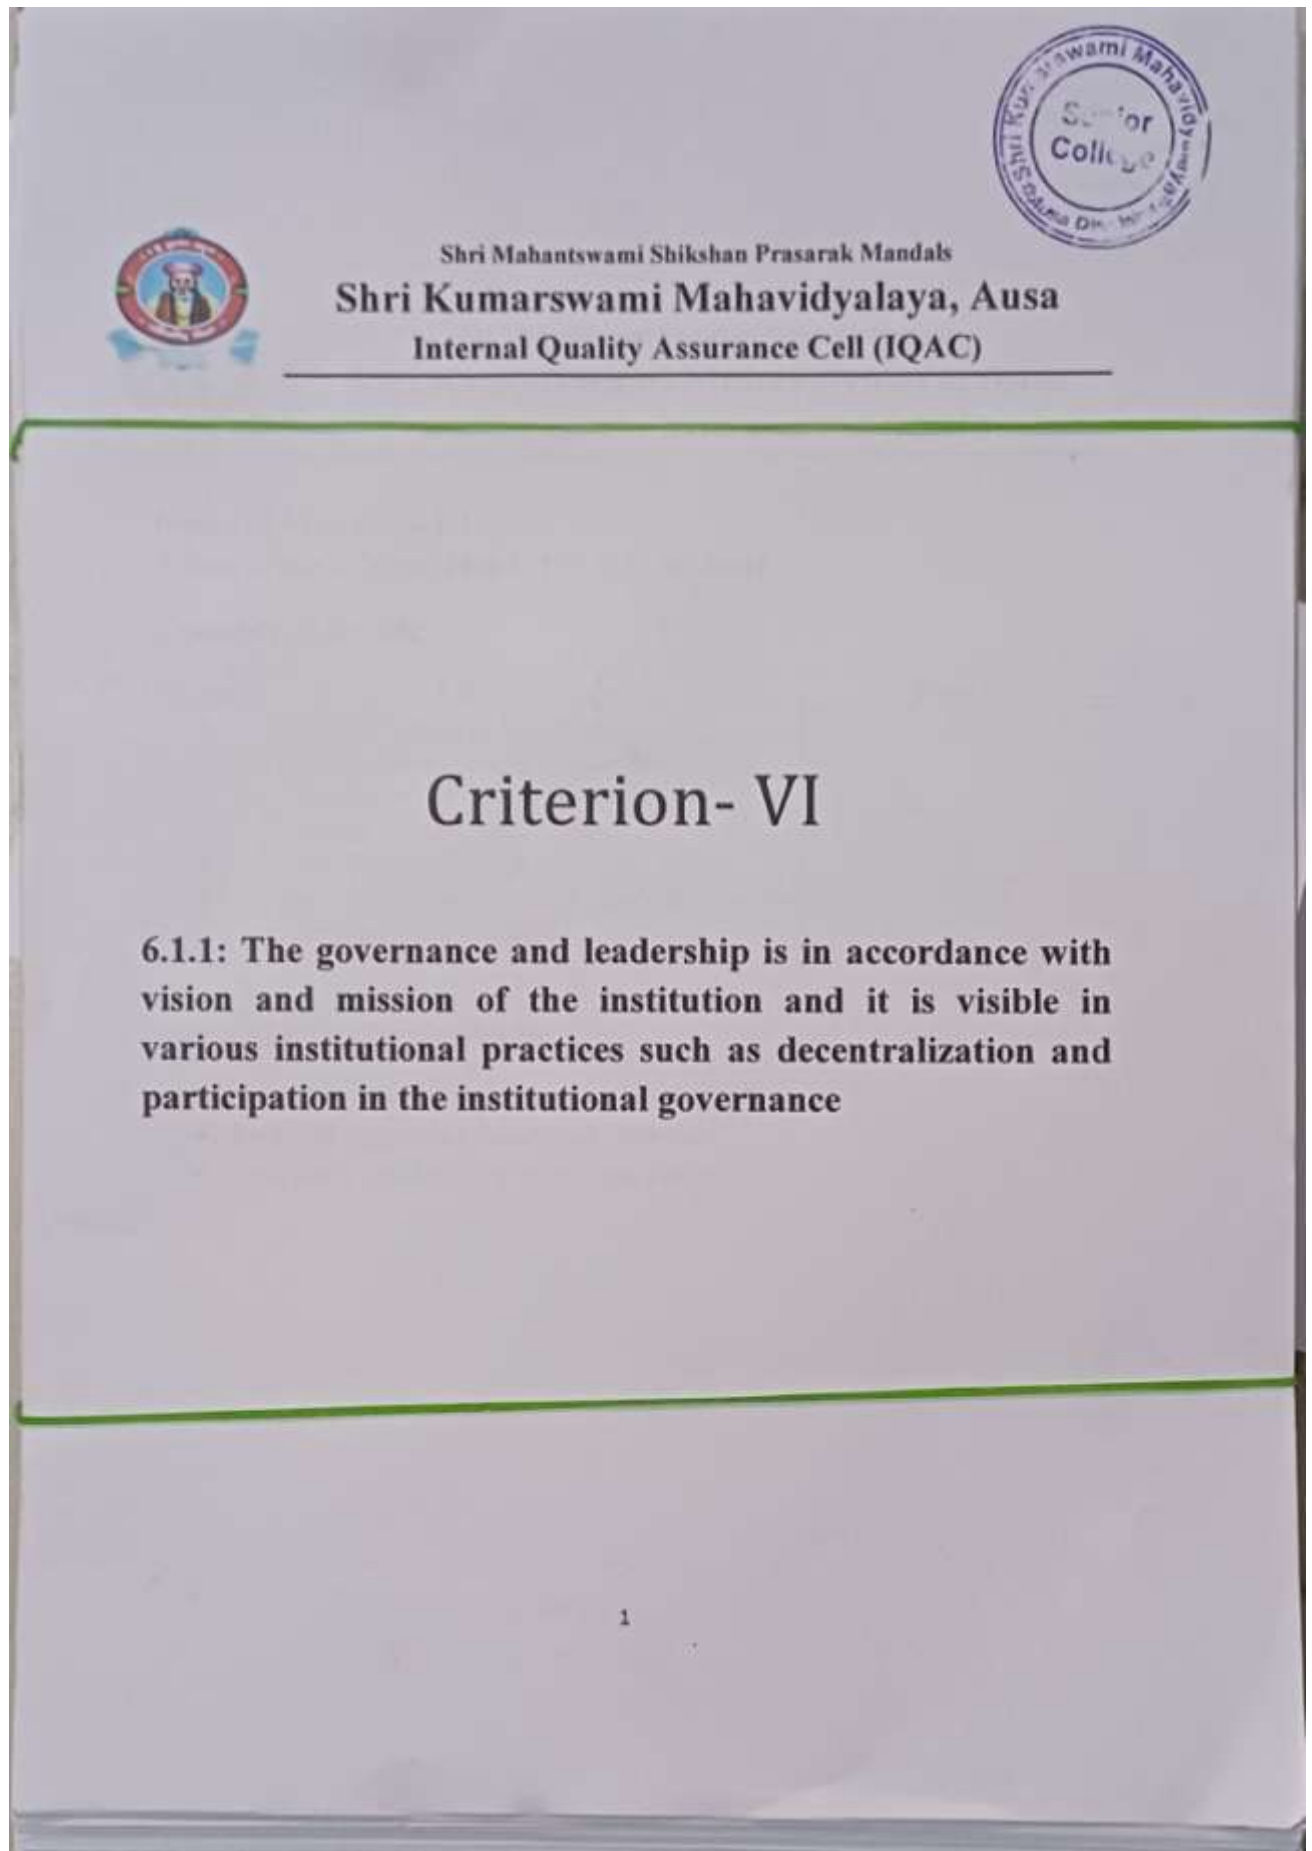 Shri Mahantswami Shikshan Prasarak Mandals
Shri Kumarswami Mahavidyalaya, Ausa
Internal Quality Assurance Cell (IQAC)
Criterion- VI
6.1.1: The governance and leadership is in accordance with
vision and mission of the institution and it is visible in
various institutional practices such as decentralization and
participation in the institutional governance
1